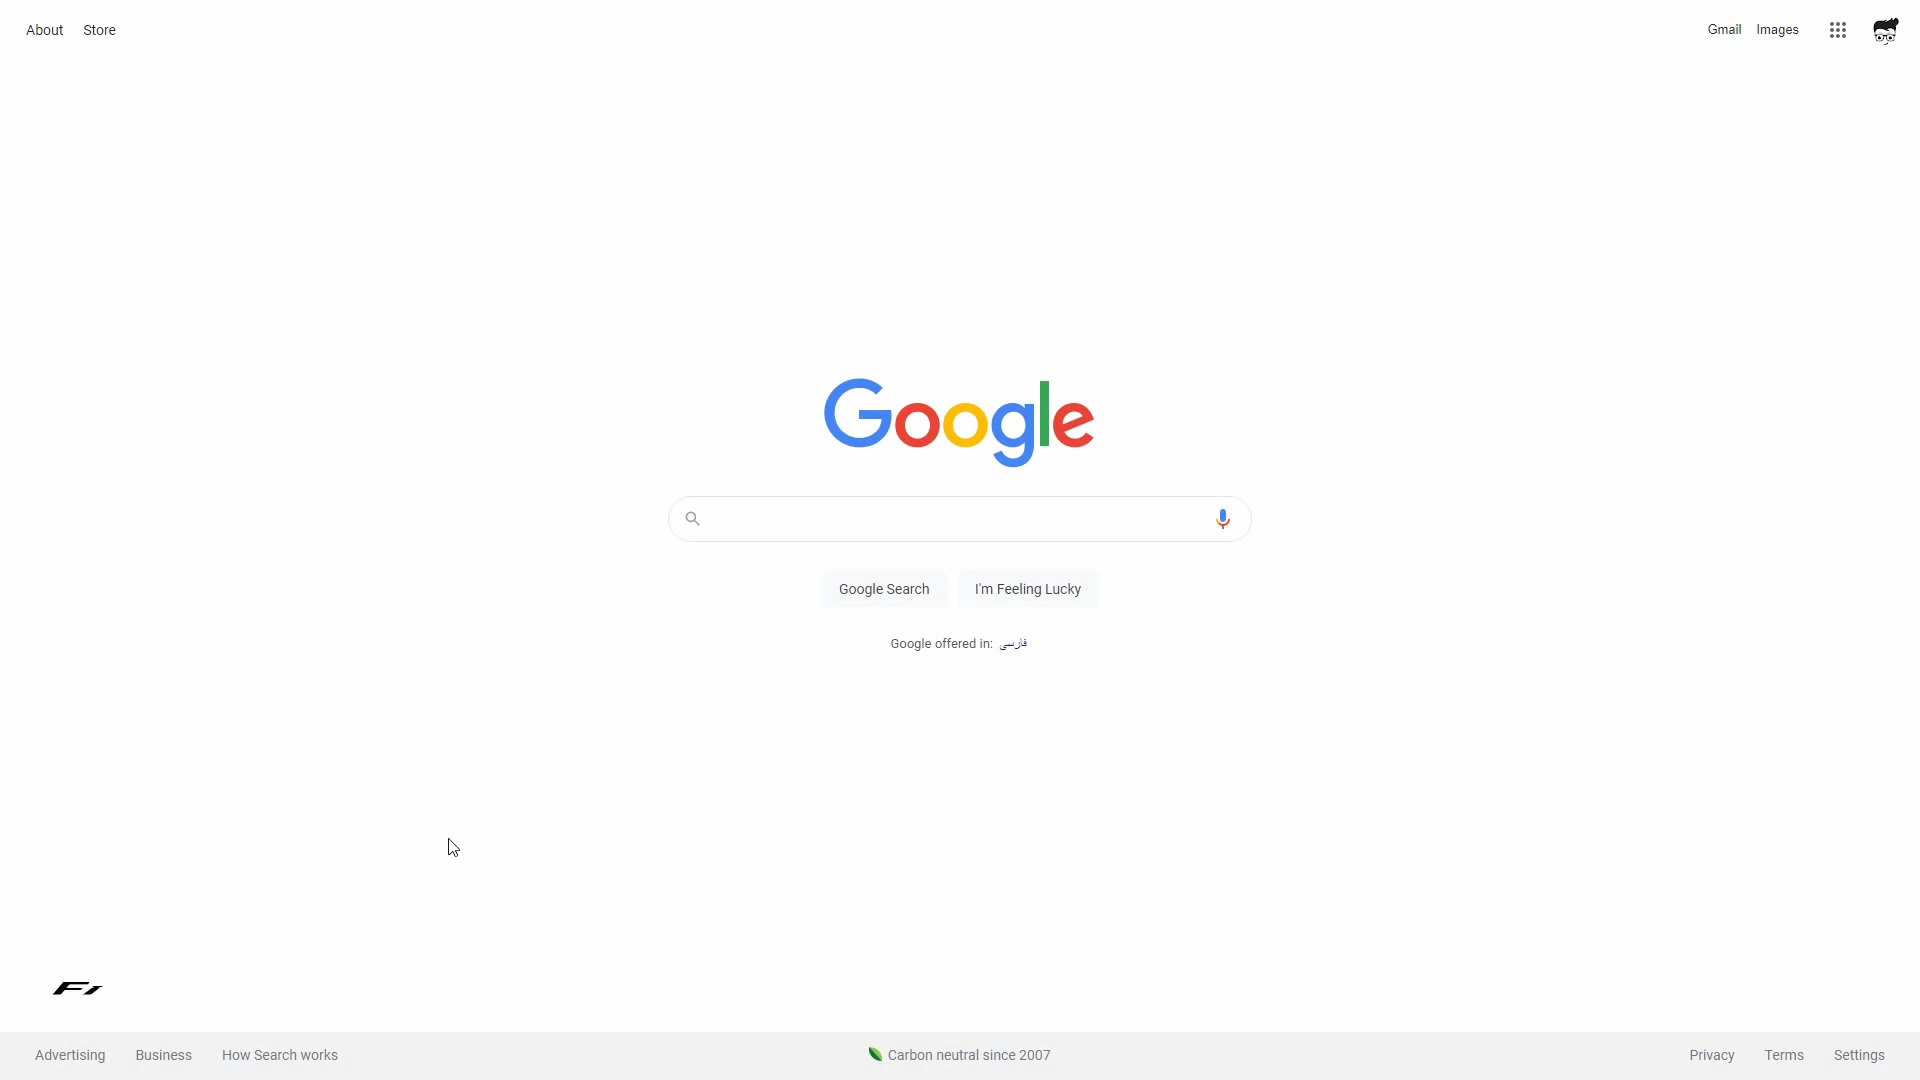 About Store
Gmail Images
Google
Google Search I'm Feeling Lucky
Google offered in: فارسی
F1
Advertising Business How Search works
Carbon neutral since 2007
Privacy Terms Settings